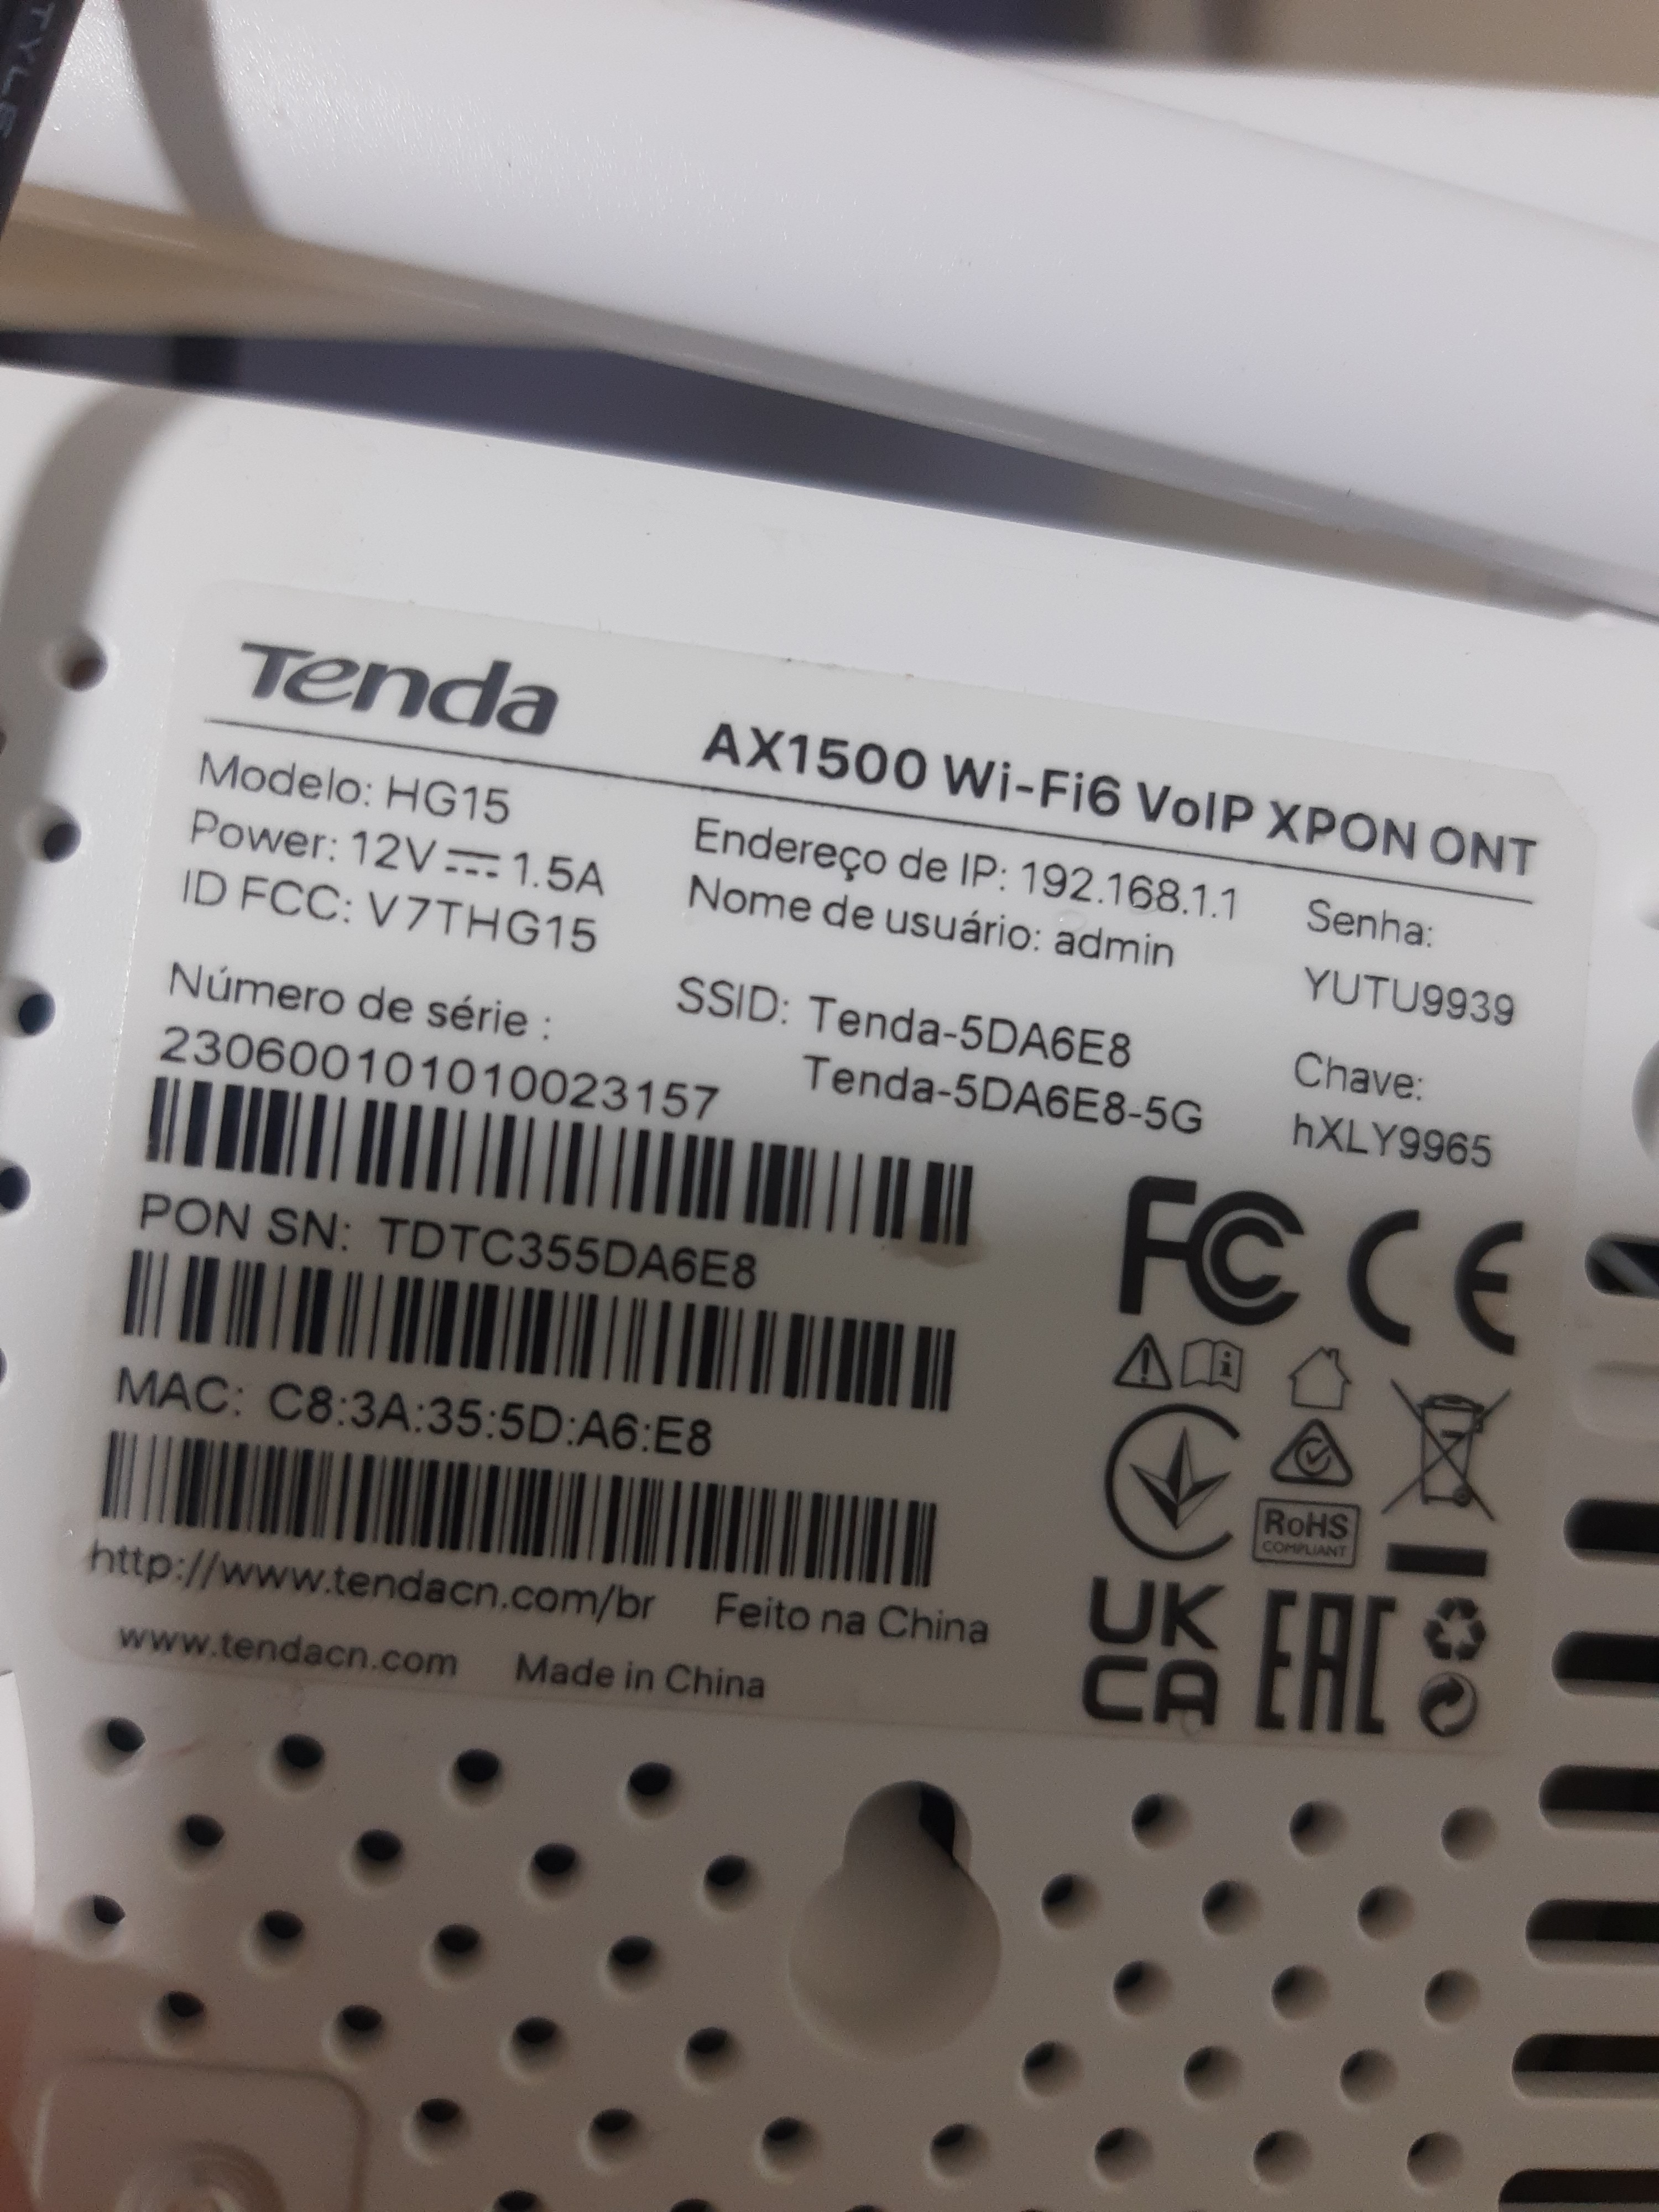 TYLE
Tenda
AX1500 Wi-Fi6 VoIP XPON ONT
Modelo: HG15
Power: 12V⎓1.5A
ID FCC: V7THG15
Endereço de IP: 192.168.1.1
Nome de usuário: admin
Senha:
YUTU9939
Número de série :
230600101010023157
SSID: Tenda-5DA6E8
Tenda-5DA6E8-5G
Chave:
hXLY9965
PON SN: TDTC355DA6E8
MAC: C8:3A:35:5D:A6:E8
http://www.tendacn.com/br Feito na China
www.tendacn.com Made in China
FC CE
RoHS
COMPLIANT
UK
CA
EAC